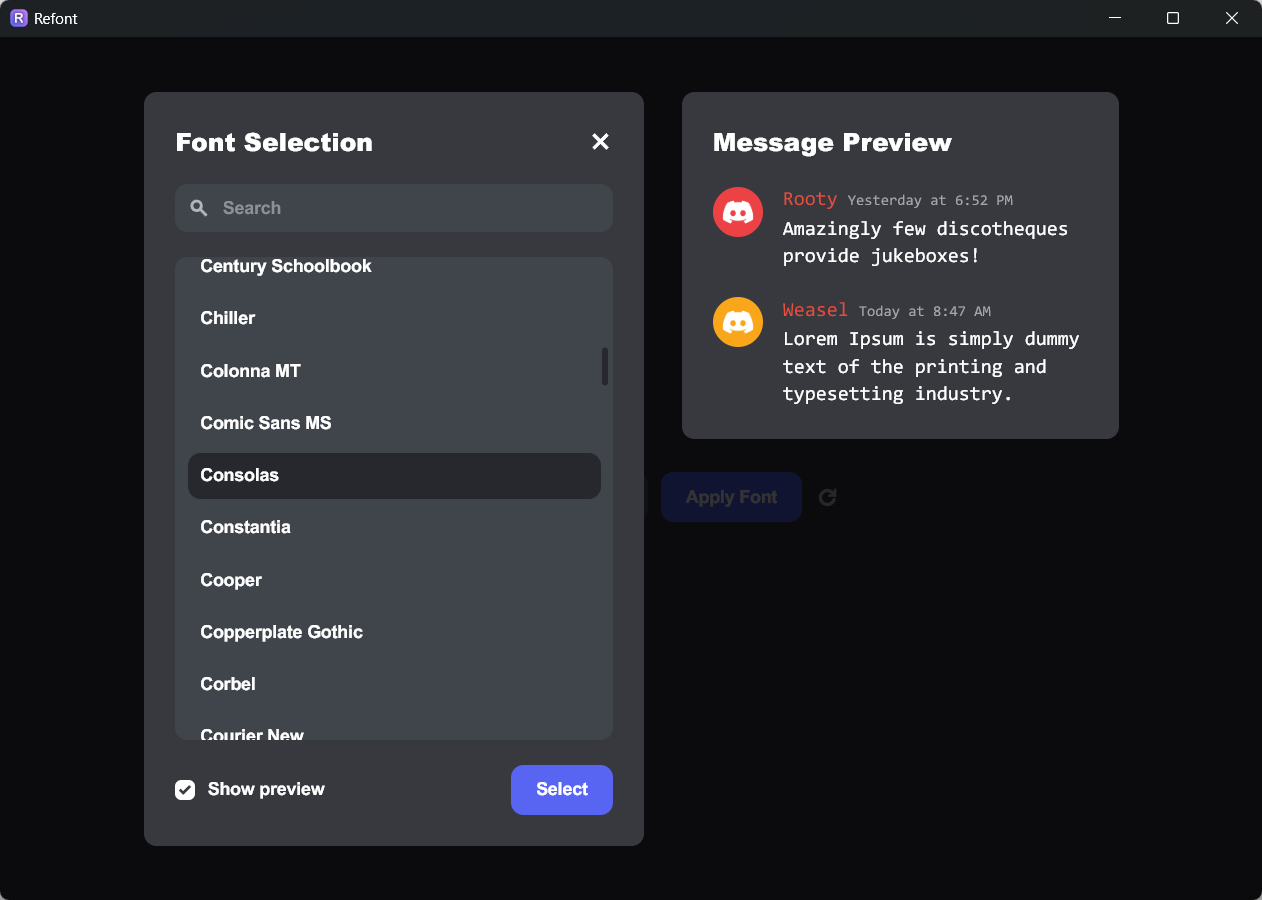 R Refont
Font Selection
Search
Century Schoolbook
Chiller
Colonna MT
Comic Sans MS
Consolas
Constantia
Cooper
Copperplate Gothic
Corbel
Courier New
Show preview
Select
Message Preview
Rooty Yesterday at 6:52 PM
Amazingly few discotheques
provide jukeboxes!
Weasel Today at 8:47 AM
Lorem Ipsum is simply dummy
text of the printing and
typesetting industry.
Apply Font